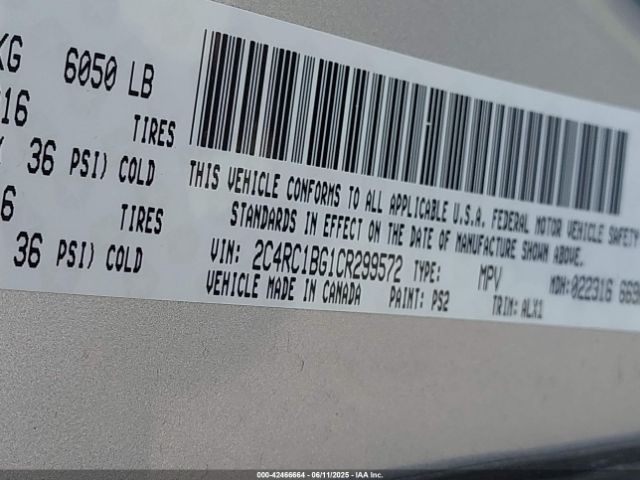 KG 6050 LB
16 TIRES
36 PSI) COLD
6 TIRES
36 PSI) COLD
THIS VEHICLE CONFORMS TO ALL APPLICABLE U.S.A. FEDERAL MOTOR VEHICLE SAFETY
STANDARDS IN EFFECT ON THE DATE OF MANUFACTURE SHOWN ABOVE.
VIN: 2C4RC1BG1CR299572 TYPE: MPV MDH:022316
VEHICLE MADE IN CANADA PAINT: PS2 TRIM: ALX1
000-42466664 - 06/11/2025 - IAA Inc.